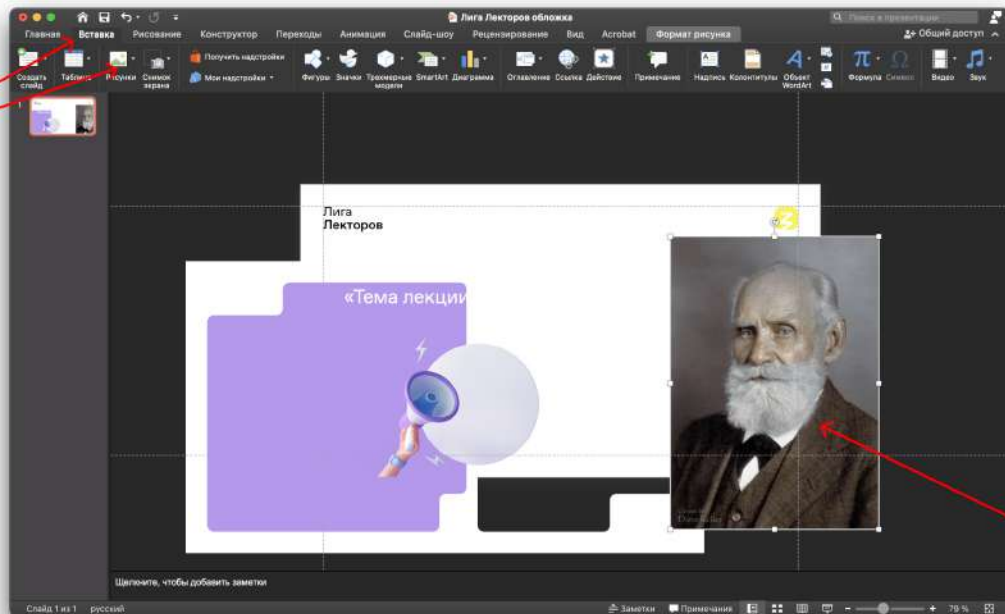 Лига Лекторов обложка
Поиск в презентации
Главная Вставка Рисование Конструктор Переходы Анимация Слайд-шоу Рецензирование Вид Acrobat Формат рисунка Общий доступ
Получить надстройки
Мои надстройки
Создать слайд
Таблица
Рисунки
Снимок экрана
Фигуры
Значки
Трехмерные модели
SmartArt
Диаграмма
Оглавление
Ссылка
Действие
Примечание
Надпись
Колонтитулы
Объект WordArt
Формула
Символ
Видео
Звук
1
Лига
Лекторов
«Тема лекции
Щелкните, чтобы добавить заметки
Слайд 1 из 1 русский Заметки Примечания 79 %